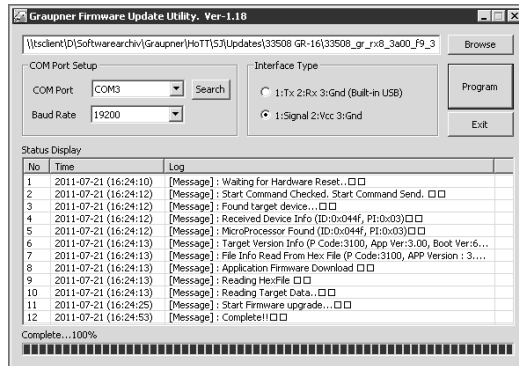 Graupner Firmware Update Utility. Ver-1.18
\\tsclient\D\Softwarearchiv\Graupner\HoTT\SJ\Updates\33508 GR-16\33508_gr_rx8_3a00_f9_3
Browse
COM Port Setup
COM Port COM3 Search
Baud Rate 19200
Interface Type
1:Tx 2:Rx 3:Gnd (Built-in USB)
1:Signal 2:Vcc 3:Gnd
Program
Exit
Status Display
No Time Log
1 2011-07-21 (16:24:10) [Message] : Waiting for Hardware Reset..□□
2 2011-07-21 (16:24:12) [Message] : Start Command Checked. Start Command Send. □□
3 2011-07-21 (16:24:12) [Message] : Found target device...□□
4 2011-07-21 (16:24:12) [Message] : Received Device Info (ID:0x044f, PI:0x03)□□
5 2011-07-21 (16:24:12) [Message] : MicroProcessor Found (ID:0x044f, PI:0x03)□□
6 2011-07-21 (16:24:13) [Message] : Target Version Info (P Code:3100, App Ver:3.00, Boot Ver:6...
7 2011-07-21 (16:24:13) [Message] : File Info Read From Hex File (P Code:3100, APP Version : 3....
8 2011-07-21 (16:24:13) [Message] : Application Firmware Download □□
9 2011-07-21 (16:24:13) [Message] : Reading HexFile □□
10 2011-07-21 (16:24:13) [Message] : Reading Target Data..□□
11 2011-07-21 (16:24:25) [Message] : Start Firmware upgrade...□□
12 2011-07-21 (16:24:53) [Message] : Complete!!□□
Complete...100%